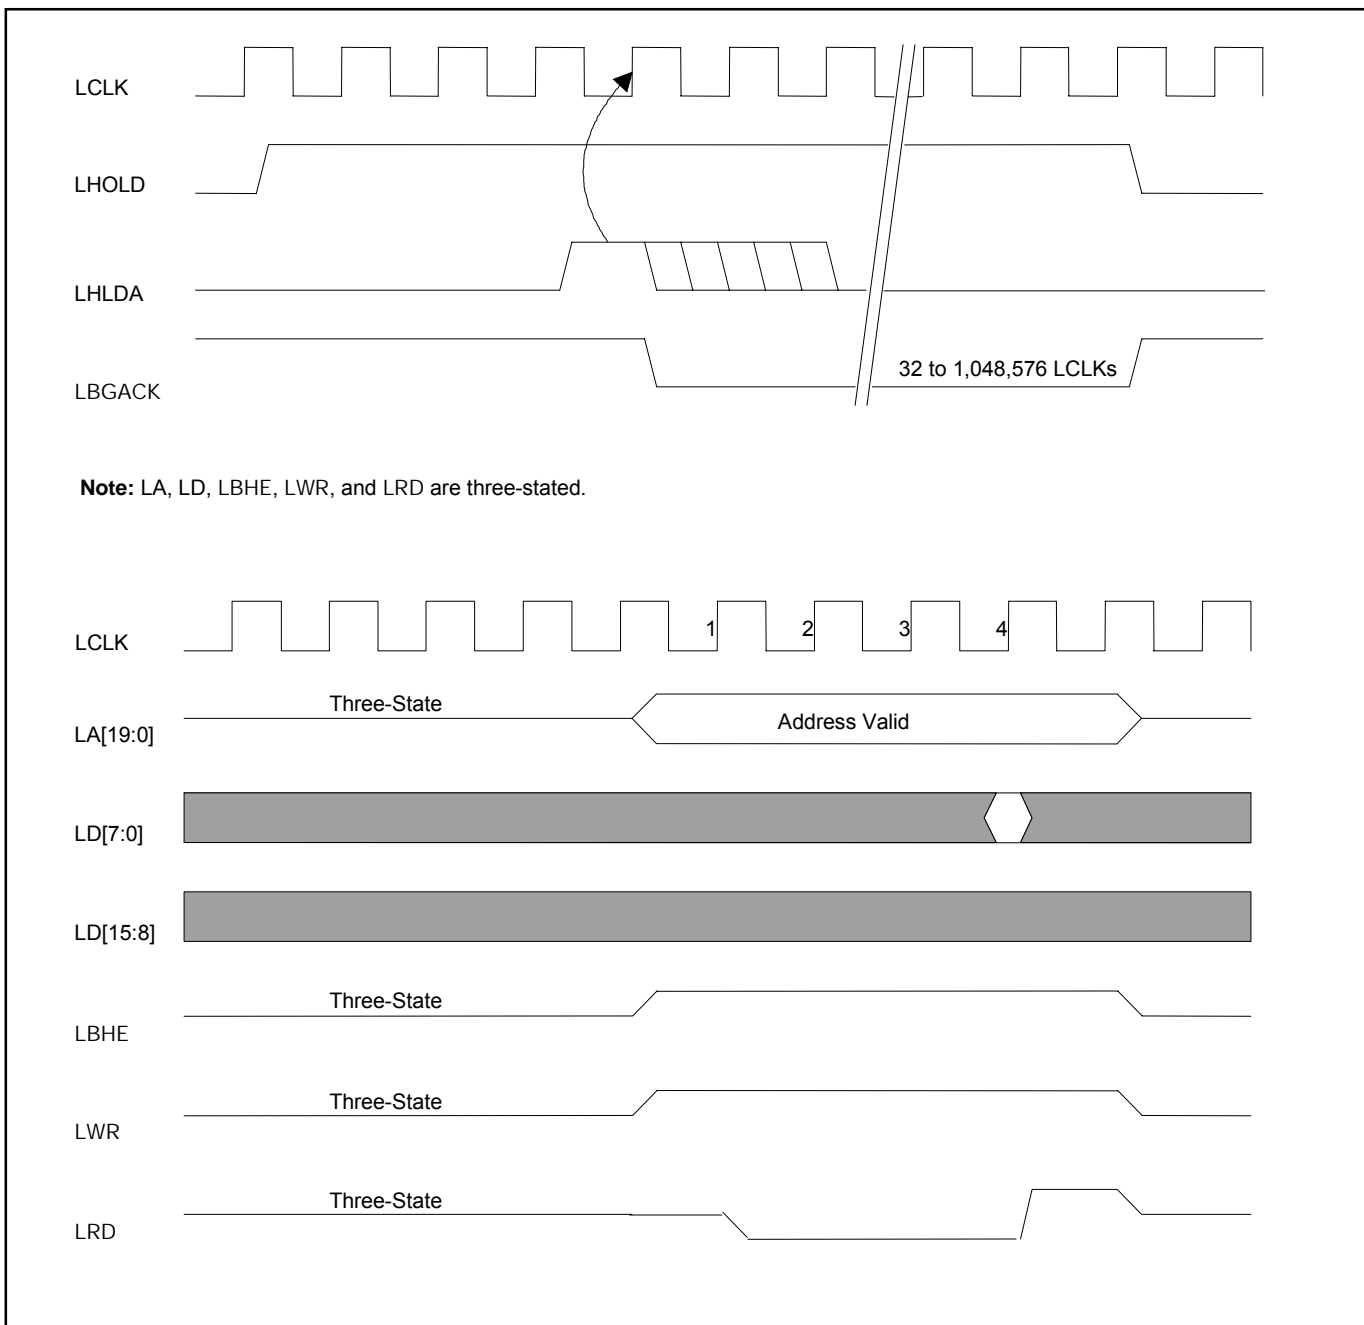 LCLK
LHOLD
LHLDA
LBGACK
32 to 1,048,576 LCLKs
Note: LA, LD, LBHE, LWR, and LRD are three-stated.
LCLK
1 2 3 4
LA[19:0]
Three-State
Address Valid
LD[7:0]
LD[15:8]
LBHE
Three-State
LWR
Three-State
LRD
Three-State